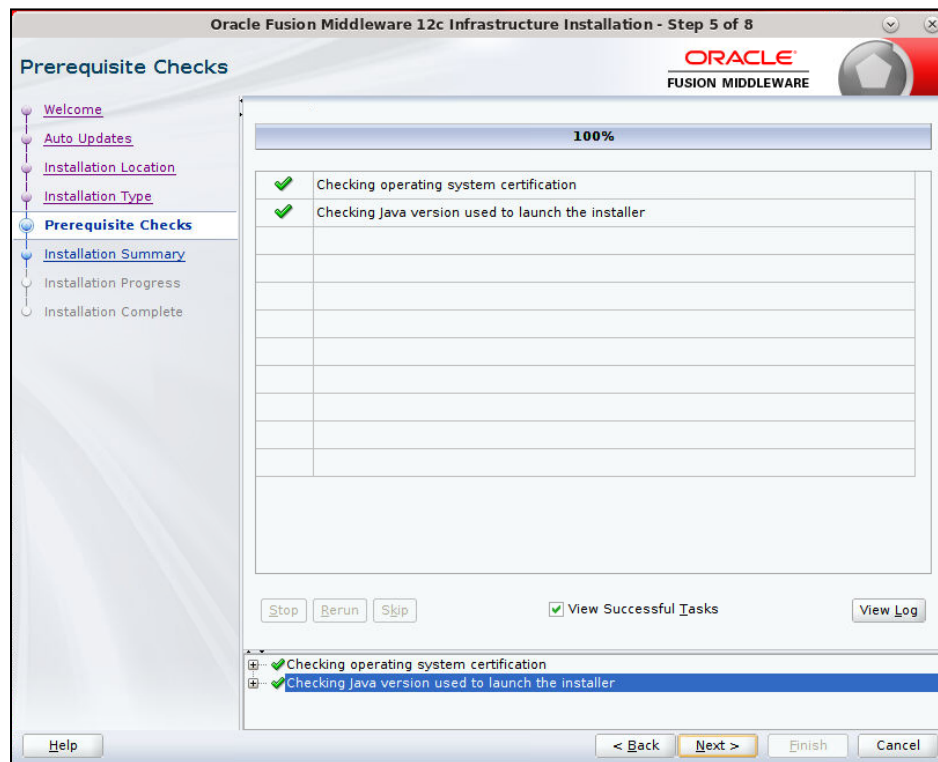 Oracle Fusion Middleware 12c Infrastructure Installation - Step 5 of 8
Prerequisite Checks
ORACLE
FUSION MIDDLEWARE
Welcome
Auto Updates
Installation Location
Installation Type
Prerequisite Checks
Installation Summary
Installation Progress
Installation Complete
100%
Checking operating system certification
Checking Java version used to launch the installer
Stop
Rerun
Skip
View Successful Tasks
View Log
Checking operating system certification
Checking Java version used to launch the installer
Help
< Back
Next >
Finish
Cancel